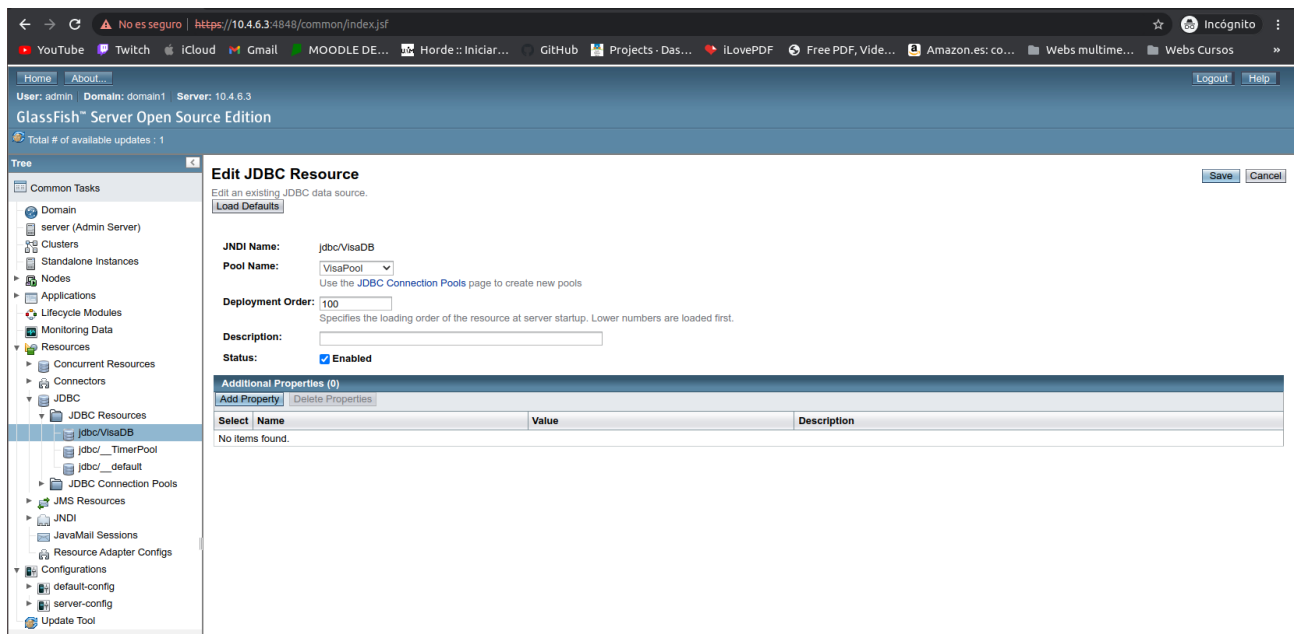 No es seguro | https://10.4.6.3:4848/common/index.jsf
Incógnito
YouTube Twitch iCloud Gmail MOODLE DE... Horde :: Iniciar... GitHub Projects · Das... iLovePDF Free PDF, Vide... Amazon.es: co... Webs multime... Webs Cursos »
Home About... Logout Help
User: admin Domain: domain1 Server: 10.4.6.3
GlassFish™ Server Open Source Edition
Total # of available updates : 1
Tree
Common Tasks
Domain
server (Admin Server)
Clusters
Standalone Instances
Nodes
Applications
Lifecycle Modules
Monitoring Data
Resources
Concurrent Resources
Connectors
JDBC
JDBC Resources
jdbc/VisaDB
jdbc/__TimerPool
jdbc/__default
JDBC Connection Pools
JMS Resources
JNDI
JavaMail Sessions
Resource Adapter Configs
Configurations
default-config
server-config
Update Tool
Edit JDBC Resource
Save Cancel
Edit an existing JDBC data source.
Load Defaults
JNDI Name: jdbc/VisaDB
Pool Name: VisaPool
Use the JDBC Connection Pools page to create new pools
Deployment Order: 100
Specifies the loading order of the resource at server startup. Lower numbers are loaded first.
Description:
Status: Enabled
Additional Properties (0)
Add Property Delete Properties
Select Name Value Description
No items found.